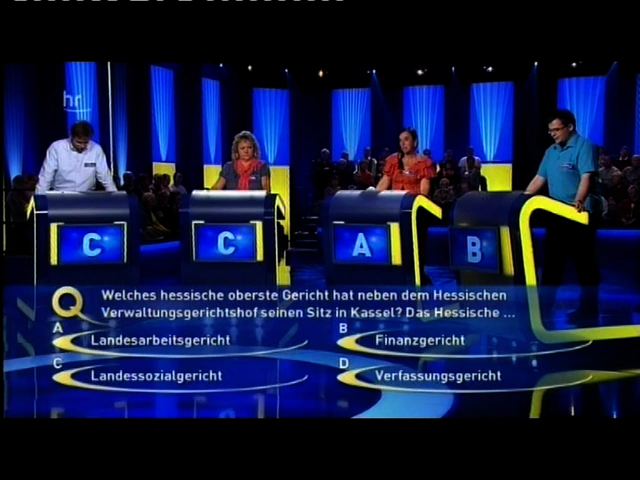 hr
C
C
A
B
Q
Welches hessische oberste Gericht hat neben dem Hessischen
Verwaltungsgerichtshof seinen Sitz in Kassel? Das Hessische ...
A
Landesarbeitsgericht
B
Finanzgericht
C
Landessozialgericht
D
Verfassungsgericht